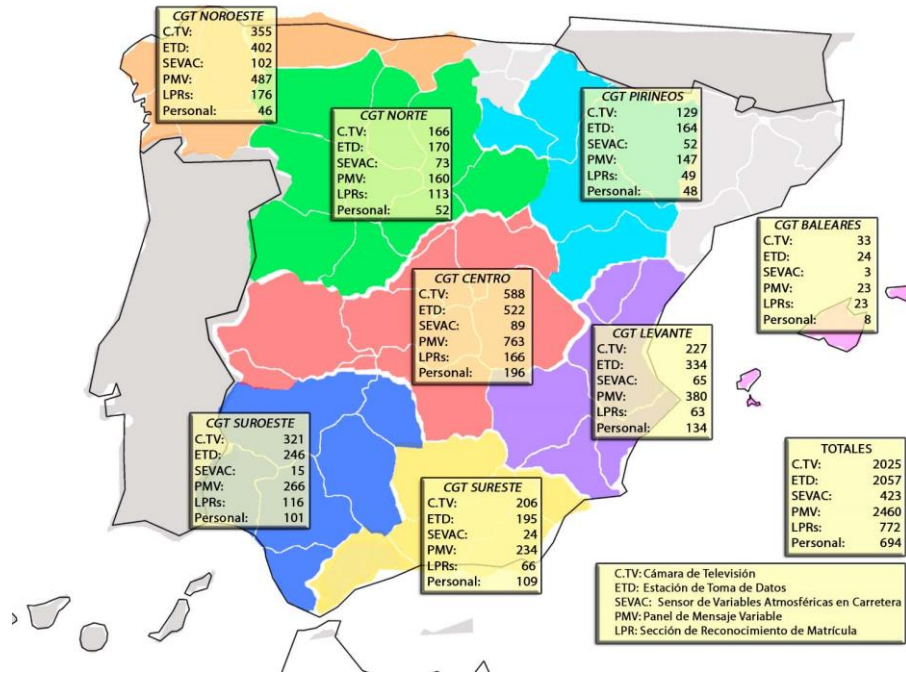 CGT NOROESTE
C.TV: 355
ETD: 402
SEVAC: 102
PMV: 487
LPRs: 176
Personal: 46
CGT NORTE
C.TV: 166
ETD: 170
SEVAC: 73
PMV: 160
LPRs: 113
Personal: 52
CGT PIRINEOS
C.TV: 129
ETD: 164
SEVAC: 52
PMV: 147
LPRs: 49
Personal: 48
CGT BALEARES
C.TV: 33
ETD: 24
SEVAC: 3
PMV: 23
LPRs: 23
Personal: 8
CGT CENTRO
C.TV: 588
ETD: 522
SEVAC: 89
PMV: 763
LPRs: 166
Personal: 196
CGT LEVANTE
C.TV: 227
ETD: 334
SEVAC: 65
PMV: 380
LPRs: 63
Personal: 134
CGT SUROESTE
C.TV: 321
ETD: 246
SEVAC: 15
PMV: 266
LPRs: 116
Personal: 101
CGT SURESTE
C.TV: 206
ETD: 195
SEVAC: 24
PMV: 234
LPRs: 66
Personal: 109
TOTALES
C.TV: 2025
ETD: 2057
SEVAC: 423
PMV: 2460
LPRs: 772
Personal: 694
C.TV: Cámara de Televisión
ETD: Estación de Toma de Datos
SEVAC: Sensor de Variables Atmosféricas en Carretera
PMV: Panel de Mensaje Variable
LPR: Sección de Reconocimiento de Matrícula